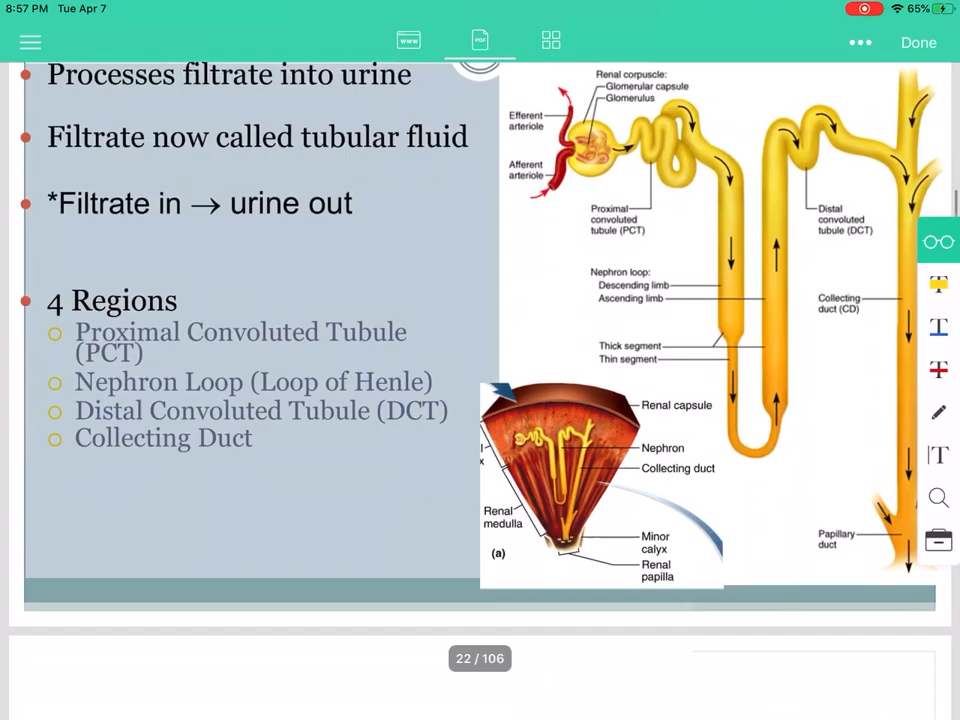 8:57 PM Tue Apr 7
65%
WWW
PDF
Done
Processes filtrate into urine
Filtrate now called tubular fluid
*Filtrate in → urine out
4 Regions
Proximal Convoluted Tubule
(PCT)
Nephron Loop (Loop of Henle)
Distal Convoluted Tubule (DCT)
Collecting Duct
Renal corpuscle:
Glomerular capsule
Glomerulus
Efferent
arteriole
Afferent
arteriole
Proximal
convoluted
tubule (PCT)
Distal
convoluted
tubule (DCT)
Nephron loop:
Descending limb
Ascending limb
Collecting
duct (CD)
Thick segment
Thin segment
Renal capsule
Nephron
Collecting duct
Renal
medulla
(a)
Minor
calyx
Renal
papilla
Papillary
duct
T
T
T
T
22 / 106